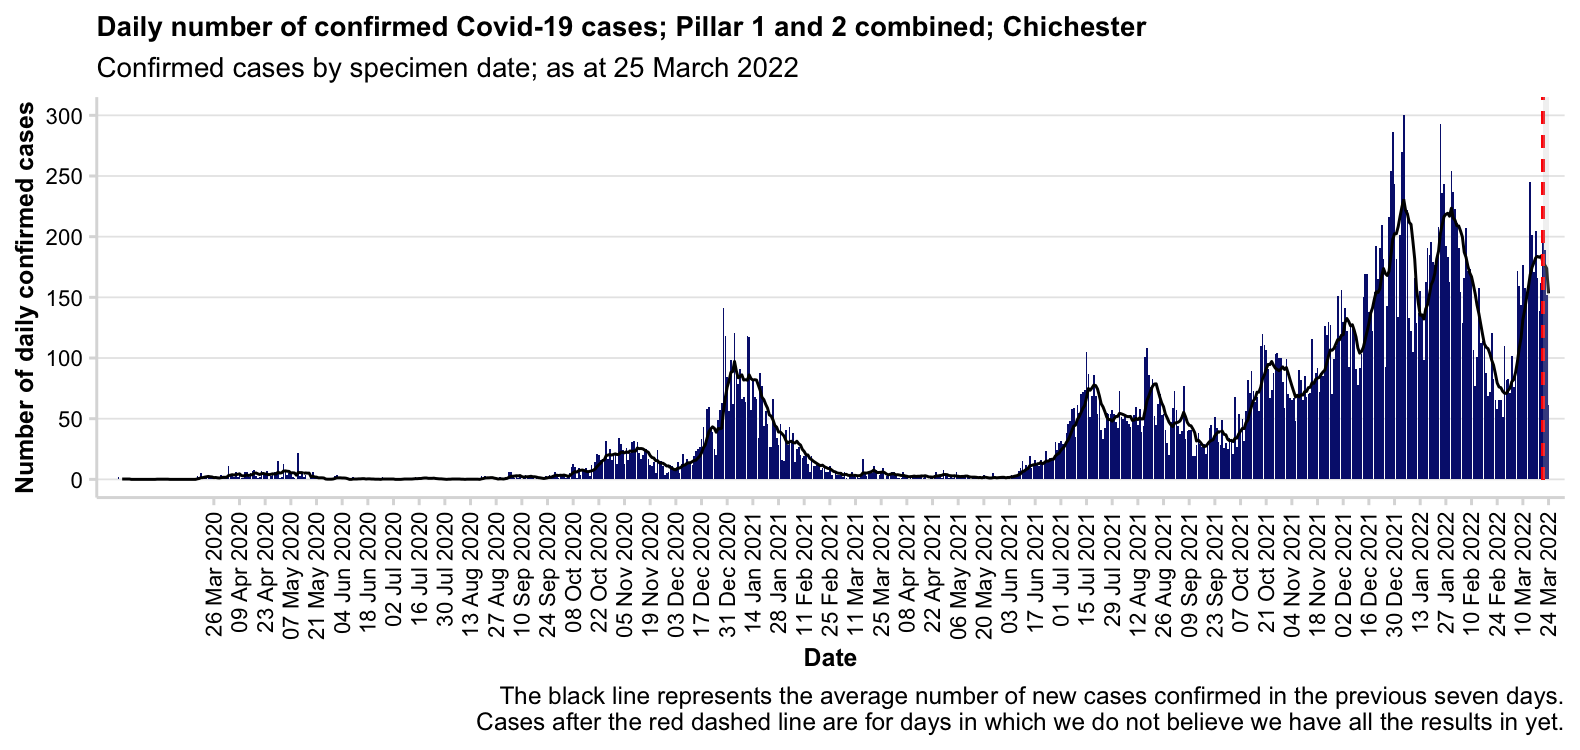 Daily number of confirmed Covid-19 cases; Pillar 1 and 2 combined; Chichester
Confirmed cases by specimen date; as at 25 March 2022
Number of daily confirmed cases
300
250
200
150
100
50
0
26 Mar 2020
09 Apr 2020
23 Apr 2020
07 May 2020
21 May 2020
04 Jun 2020
18 Jun 2020
02 Jul 2020
16 Jul 2020
30 Jul 2020
13 Aug 2020
27 Aug 2020
10 Sep 2020
24 Sep 2020
08 Oct 2020
22 Oct 2020
05 Nov 2020
19 Nov 2020
03 Dec 2020
17 Dec 2020
31 Dec 2020
14 Jan 2021
28 Jan 2021
11 Feb 2021
25 Feb 2021
11 Mar 2021
25 Mar 2021
08 Apr 2021
22 Apr 2021
06 May 2021
20 May 2021
03 Jun 2021
17 Jun 2021
01 Jul 2021
15 Jul 2021
29 Jul 2021
12 Aug 2021
26 Aug 2021
09 Sep 2021
23 Sep 2021
07 Oct 2021
21 Oct 2021
04 Nov 2021
18 Nov 2021
02 Dec 2021
16 Dec 2021
30 Dec 2021
13 Jan 2022
27 Jan 2022
10 Feb 2022
24 Feb 2022
10 Mar 2022
24 Mar 2022
Date
The black line represents the average number of new cases confirmed in the previous seven days.
Cases after the red dashed line are for days in which we do not believe we have all the results in yet.